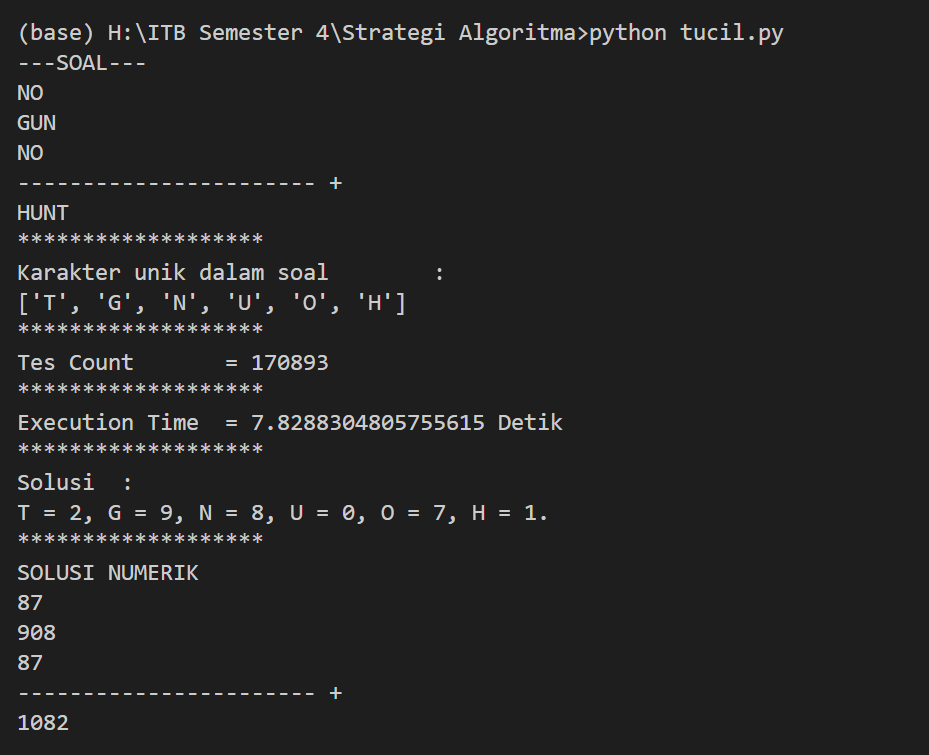 (base) H:\ITB Semester 4\Strategi Algoritma>python tucil.py
---SOAL---
NO
GUN
NO
----------------------- +
HUNT
*******************
Karakter unik dalam soal        :
['T', 'G', 'N', 'U', 'O', 'H']
*******************
Tes Count       = 170893
*******************
Execution Time  = 7.8288304805755615 Detik
*******************
Solusi  :
T = 2, G = 9, N = 8, U = 0, O = 7, H = 1.
*******************
SOLUSI NUMERIK
87
908
87
----------------------- +
1082